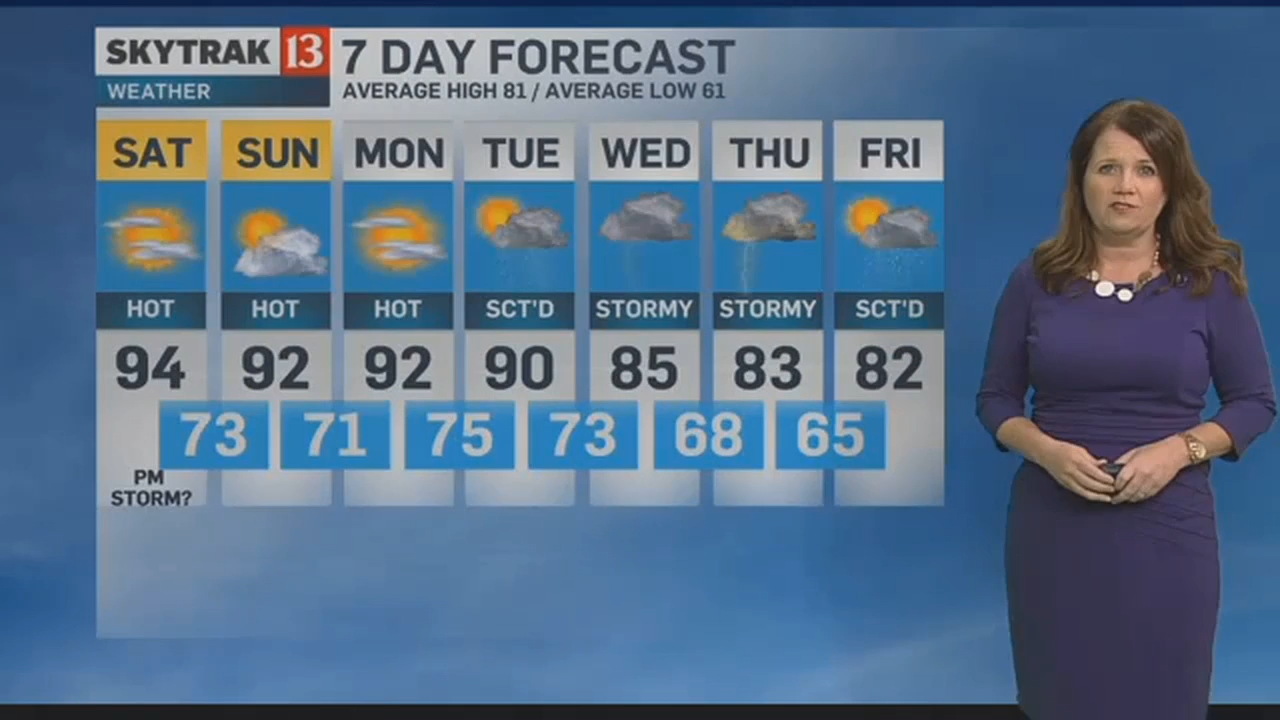 SKYTRAK 13
WEATHER
7 DAY FORECAST
AVERAGE HIGH 81 / AVERAGE LOW 61
SAT SUN MON TUE WED THU FRI
HOT HOT HOT SCT'D STORMY STORMY SCT'D
94 92 92 90 85 83 82
73 71 75 73 68 65
PM
STORM?